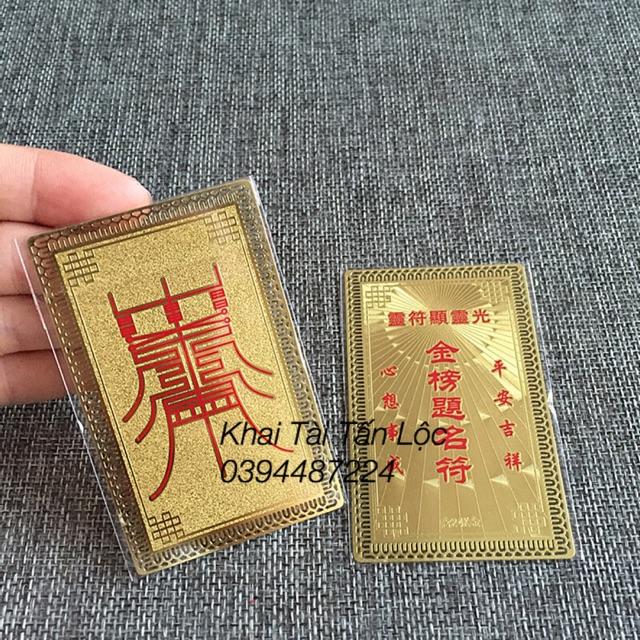 靈符顯靈光
金榜題名符
平安吉祥
心想事成
Khai Tài Tấn Lộc
0394487224